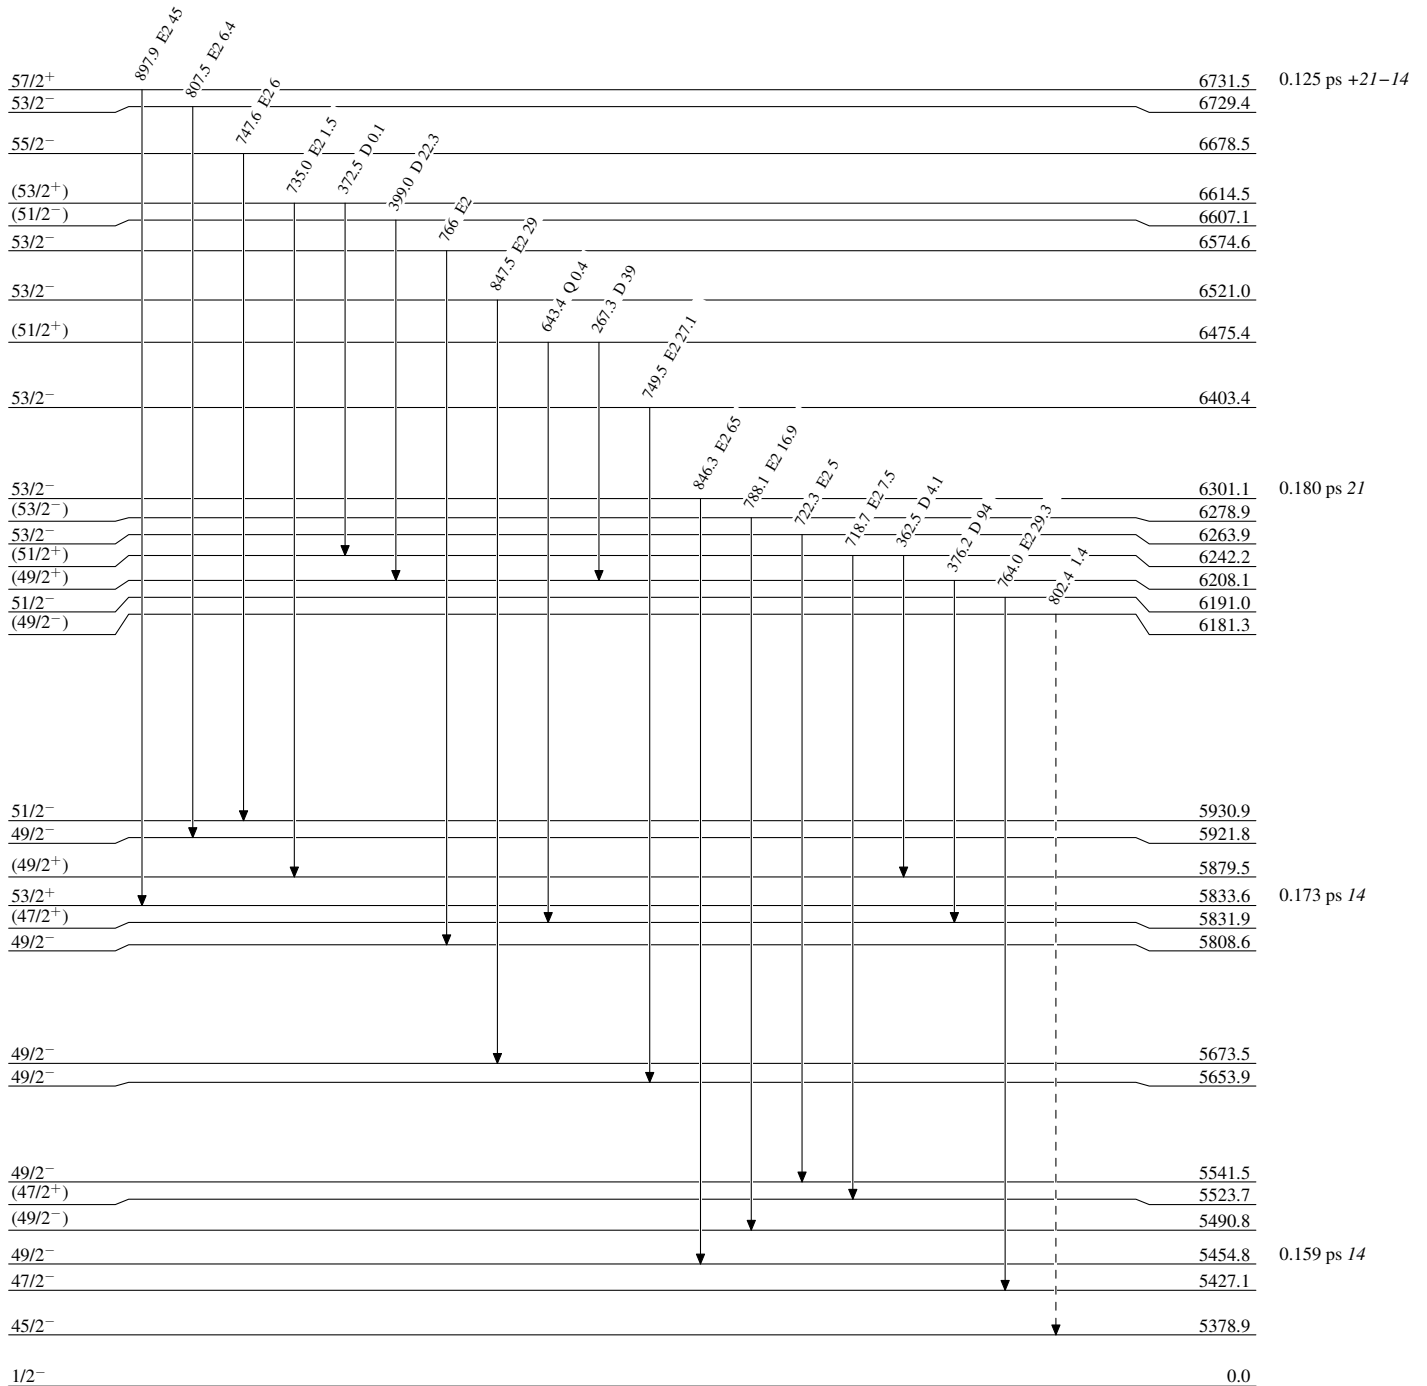 897.9 E2 45
807.5 E2 6.4
747.6 E2 6
735.0 E2 1.5
372.5 D 0.1
399.0 D 22.3
766 E2
847.5 E2 29
643.4 Q 0.4
267.3 D 39
749.5 E2 27.1
846.3 E2 65
788.1 E2 16.9
722.3 E2 5
718.7 E2 7.5
362.5 D 4.1
376.2 D 94
764.0 E2 29.3
802.4 1.4
57/2⁺ 6731.5 0.125 ps +21−14
53/2⁻ 6729.4
55/2⁻ 6678.5
(53/2⁺) 6614.5
(51/2⁻) 6607.1
53/2⁻ 6574.6
53/2⁻ 6521.0
(51/2⁺) 6475.4
53/2⁻ 6403.4
53/2⁻ 6301.1 0.180 ps 21
(53/2⁻) 6278.9
53/2⁻ 6263.9
(51/2⁺) 6242.2
(49/2⁺) 6208.1
51/2⁻ 6191.0
(49/2⁻) 6181.3
51/2⁻ 5930.9
49/2⁻ 5921.8
(49/2⁺) 5879.5
53/2⁺ 5833.6 0.173 ps 14
(47/2⁺) 5831.9
49/2⁻ 5808.6
49/2⁻ 5673.5
49/2⁻ 5653.9
49/2⁻ 5541.5
(47/2⁺) 5523.7
(49/2⁻) 5490.8
49/2⁻ 5454.8 0.159 ps 14
47/2⁻ 5427.1
45/2⁻ 5378.9
1/2⁻ 0.0